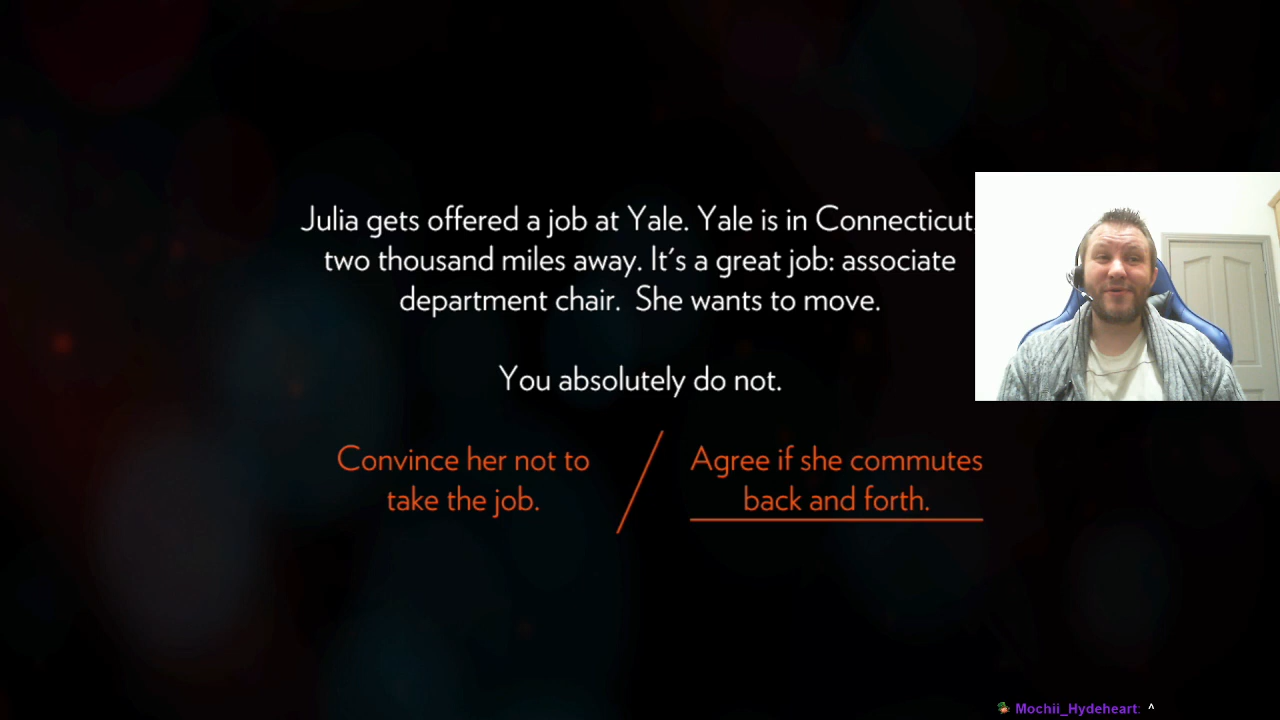 Julia gets offered a job at Yale. Yale is in Connecticut,
two thousand miles away. It's a great job: associate
department chair. She wants to move.
You absolutely do not.
Convince her not to
take the job.
Agree if she commutes
back and forth.
Mochii_Hydeheart: ^